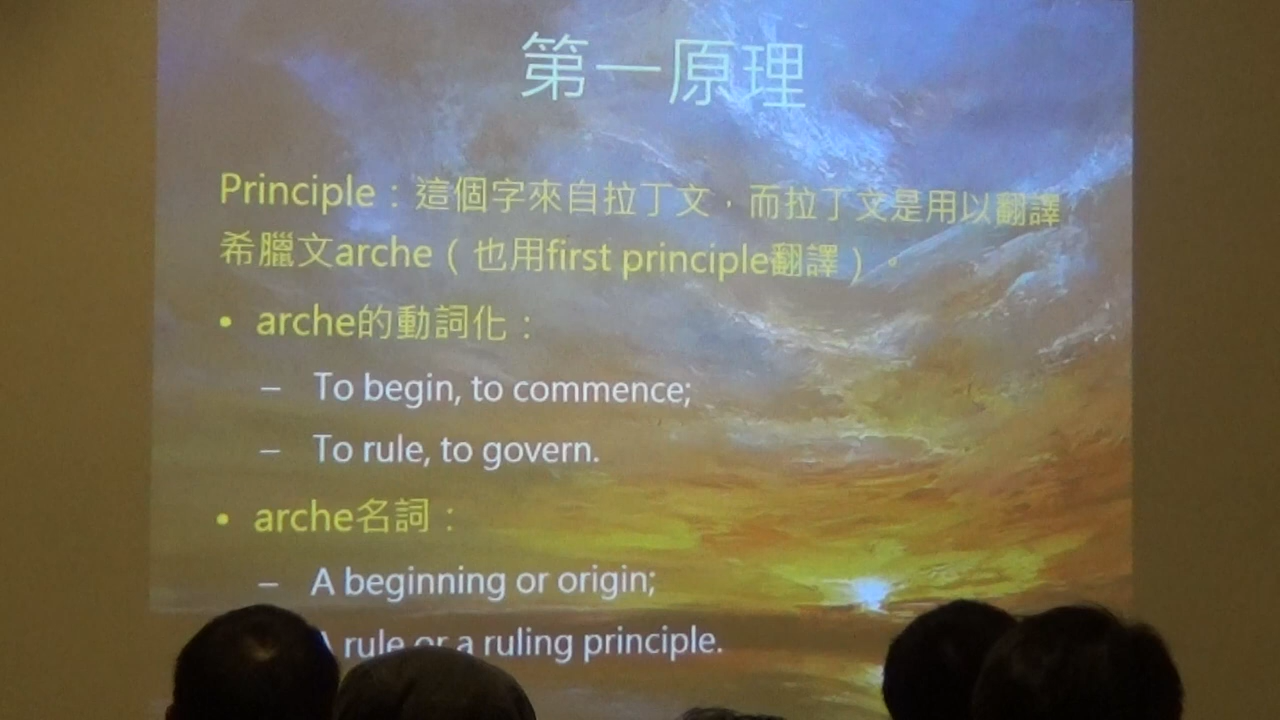 第一原理
Principle：這個字來自拉丁文，而拉丁文是用以翻譯
希臘文arche（也用first principle翻譯）。
• arche的動詞化：
– To begin, to commence;
– To rule, to govern.
• arche名詞：
– A beginning or origin;
A rule or a ruling principle.